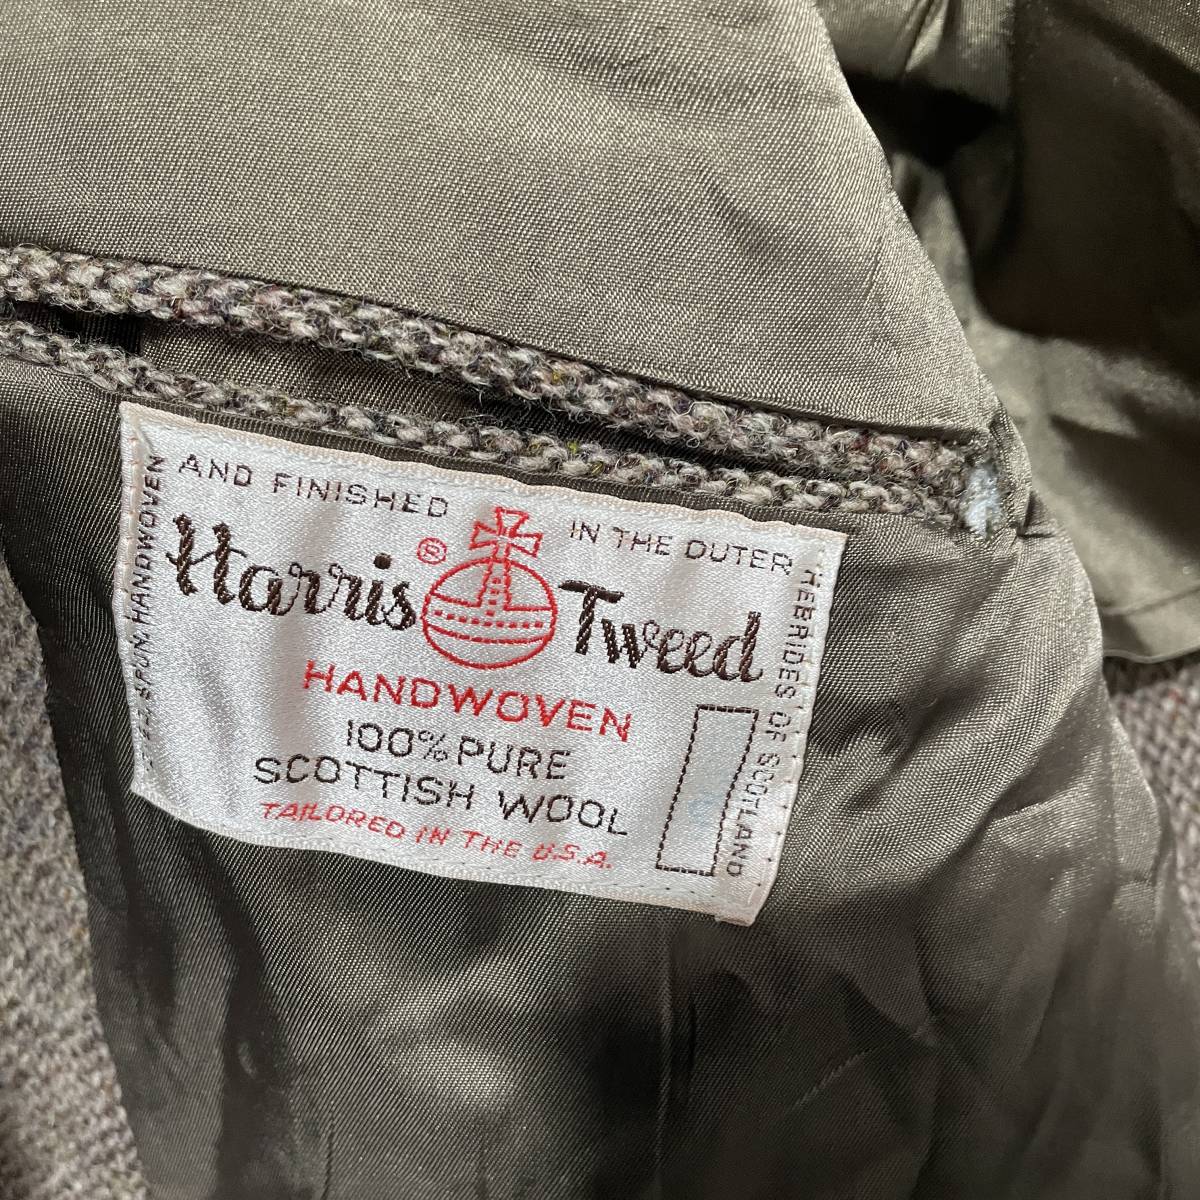 SPUN, HANDWOVEN
AND FINISHED
IN THE OUTER
HEBRIDES OF SCOTLAND
Harris ® Tweed
HANDWOVEN
100% PURE
SCOTTISH WOOL
TAILORED IN THE U.S.A.